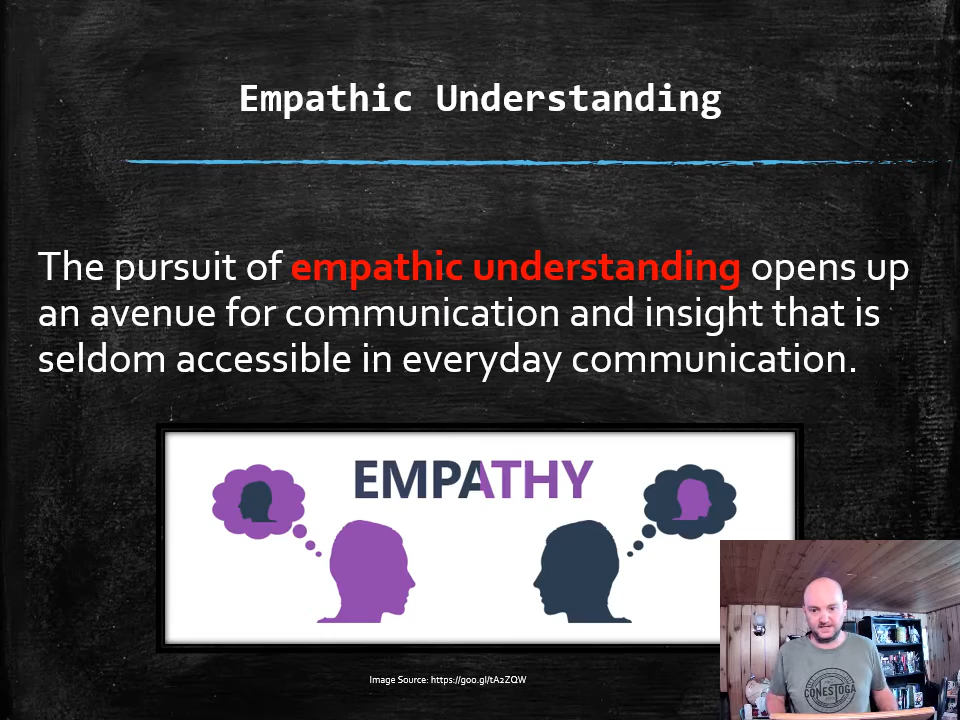 Empathic Understanding
The pursuit of empathic understanding opens up
an avenue for communication and insight that is
seldom accessible in everyday communication.
EMPATHY
Image Source: https://goo.gl/tA2ZQW
CONESTOGA